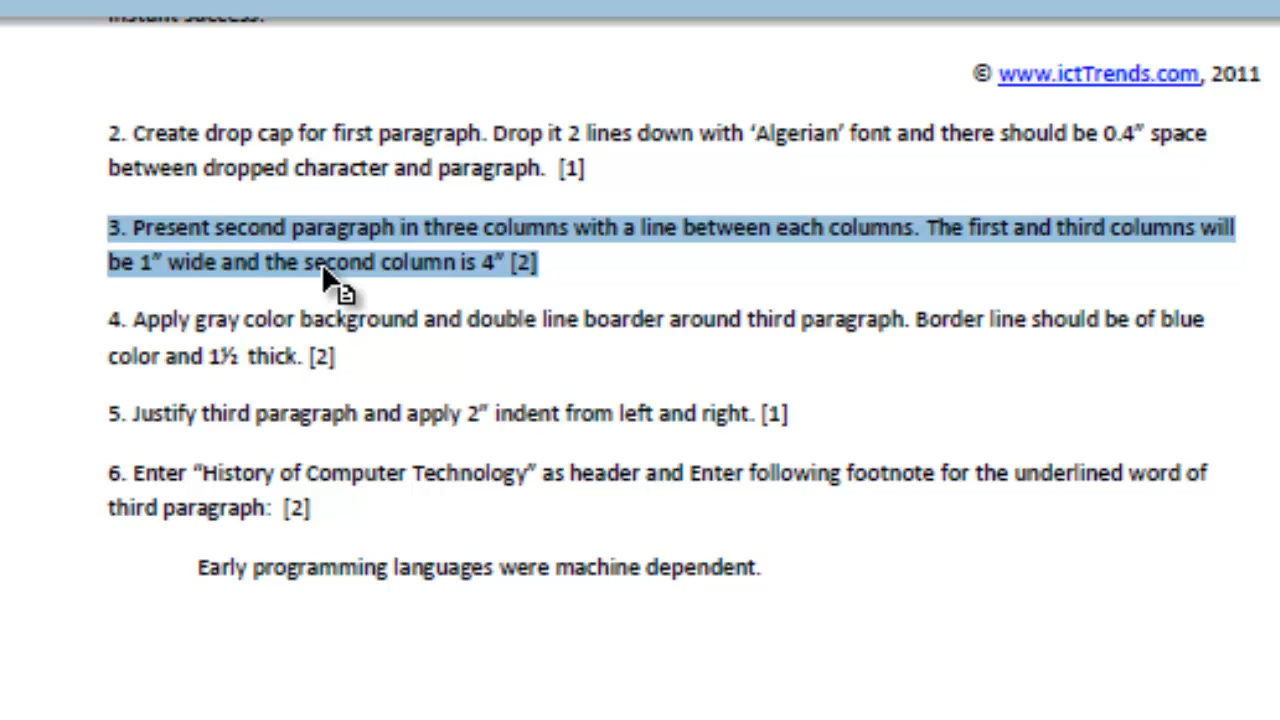 instant success.
© www.ictTrends.com, 2011
2. Create drop cap for first paragraph. Drop it 2 lines down with ‘Algerian’ font and there should be 0.4” space
between dropped character and paragraph. [1]
3. Present second paragraph in three columns with a line between each columns. The first and third columns will
be 1” wide and the second column is 4” [2]
4. Apply gray color background and double line boarder around third paragraph. Border line should be of blue
color and 1½ thick. [2]
5. Justify third paragraph and apply 2” indent from left and right. [1]
6. Enter “History of Computer Technology” as header and Enter following footnote for the underlined word of
third paragraph: [2]
Early programming languages were machine dependent.